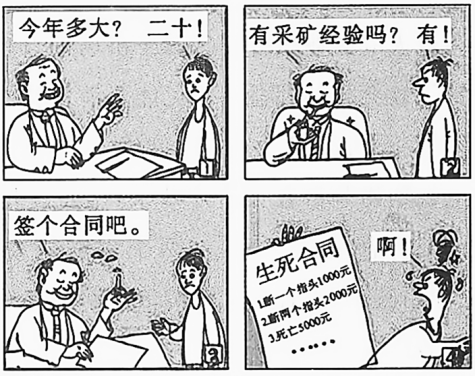 今年多大？ 二十！
有采矿经验吗？ 有！
签个合同吧。
生死合同
1.断一个指头1000元
2.断两个指头2000元
3.死亡5000元
……
啊！